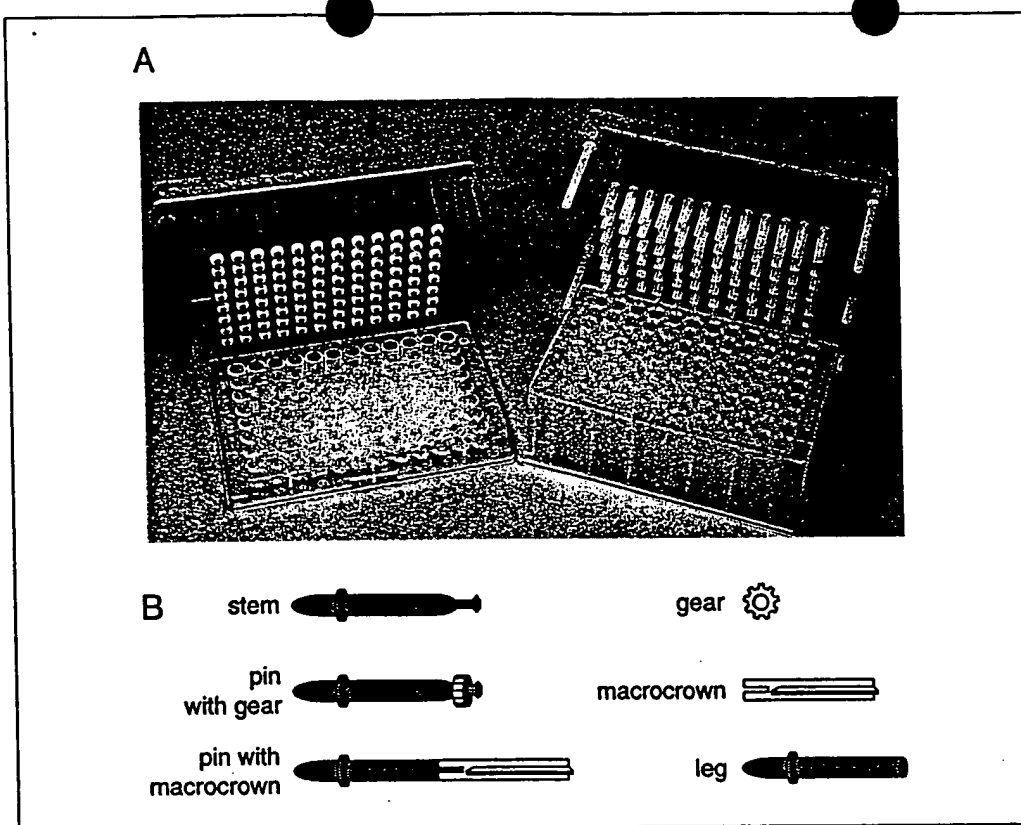 A
B
stem
gear
pin
with gear
macrocrown
pin with
macrocrown
leg